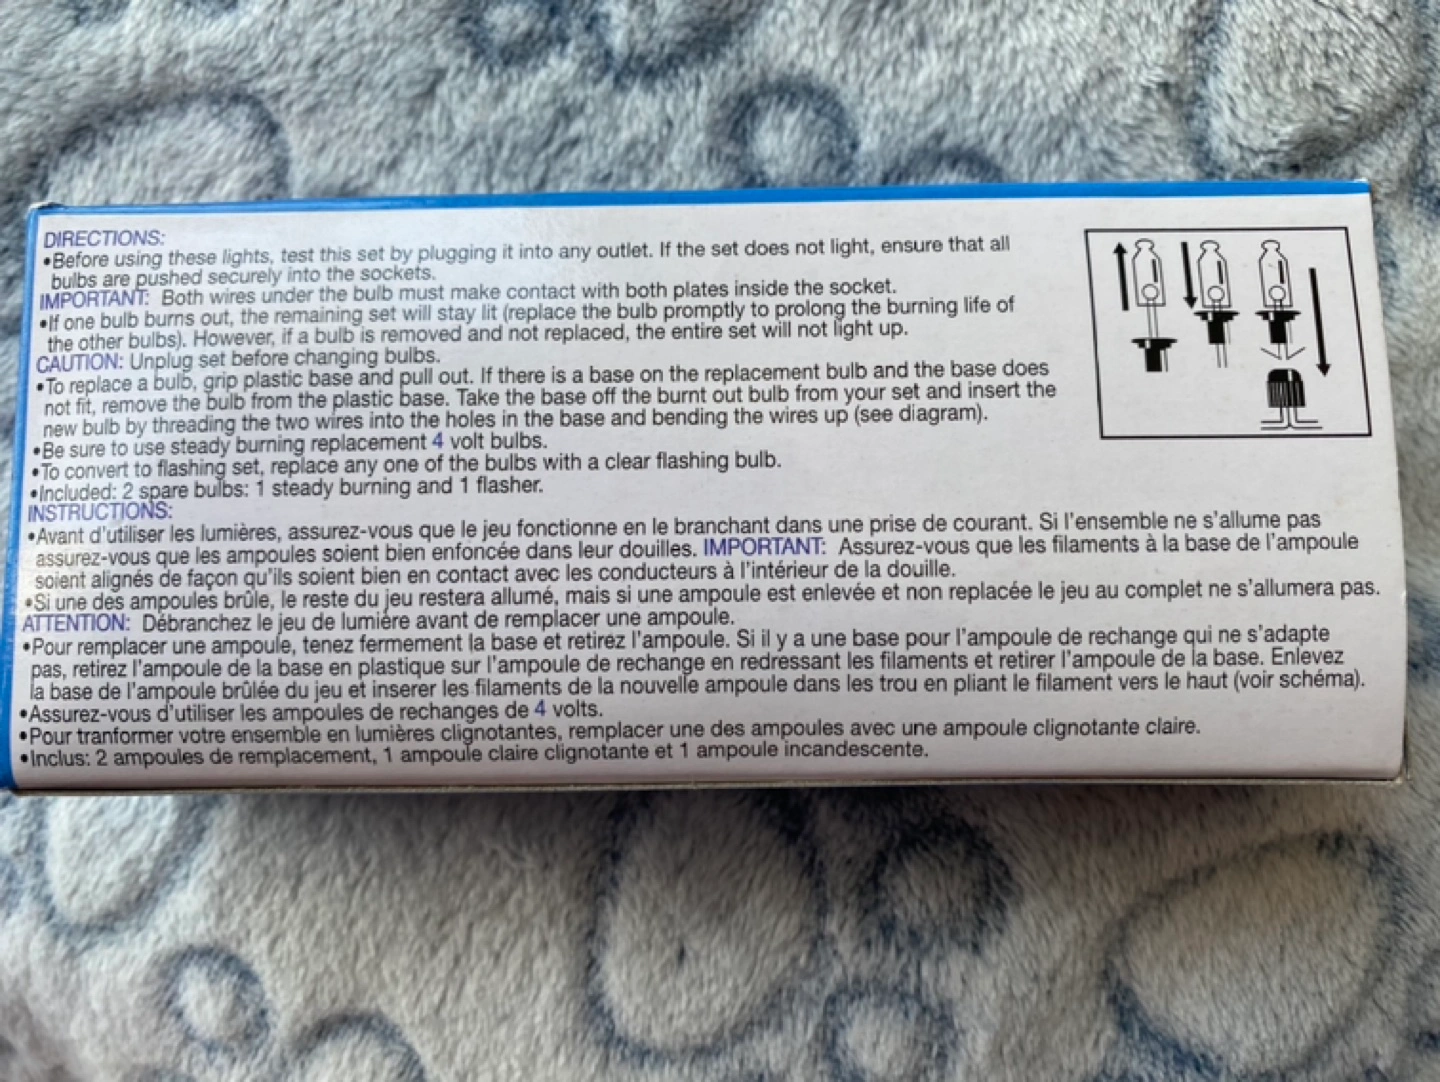 DIRECTIONS:
•Before using these lights, test this set by plugging it into any outlet. If the set does not light, ensure that all
bulbs are pushed securely into the sockets.
IMPORTANT: Both wires under the bulb must make contact with both plates inside the socket.
•If one bulb burns out, the remaining set will stay lit (replace the bulb promptly to prolong the burning life of
the other bulbs). However, if a bulb is removed and not replaced, the entire set will not light up.
CAUTION: Unplug set before changing bulbs.
•To replace a bulb, grip plastic base and pull out. If there is a base on the replacement bulb and the base does
not fit, remove the bulb from the plastic base. Take the base off the burnt out bulb from your set and insert the
new bulb by threading the two wires into the holes in the base and bending the wires up (see diagram).
•Be sure to use steady burning replacement 4 volt bulbs.
•To convert to flashing set, replace any one of the bulbs with a clear flashing bulb.
•Included: 2 spare bulbs: 1 steady burning and 1 flasher.
INSTRUCTIONS:
•Avant d'utiliser les lumières, assurez-vous que le jeu fonctionne en le branchant dans une prise de courant. Si l'ensemble ne s'allume pas
assurez-vous que les ampoules soient bien enfoncée dans leur douilles. IMPORTANT: Assurez-vous que les filaments à la base de l'ampoule
soient alignés de façon qu'ils soient bien en contact avec les conducteurs à l'intérieur de la douille.
•Si une des ampoules brûle, le reste du jeu restera allumé, mais si une ampoule est enlevée et non replacée le jeu au complet ne s'allumera pas.
ATTENTION: Débranchez le jeu de lumière avant de remplacer une ampoule.
•Pour remplacer une ampoule, tenez fermement la base et retirez l'ampoule. Si il y a une base pour l'ampoule de rechange qui ne s'adapte
pas, retirez l'ampoule de la base en plastique sur l'ampoule de rechange en redressant les filaments et retirer l'ampoule de la base. Enlevez
la base de l'ampoule brûlée du jeu et inserer les filaments de la nouvelle ampoule dans les trou en pliant le filament vers le haut (voir schéma).
•Assurez-vous d'utiliser les ampoules de rechanges de 4 volts.
•Pour tranformer votre ensemble en lumières clignotantes, remplacer une des ampoules avec une ampoule clignotante claire.
•Inclus: 2 ampoules de remplacement, 1 ampoule claire clignotante et 1 ampoule incandescente.